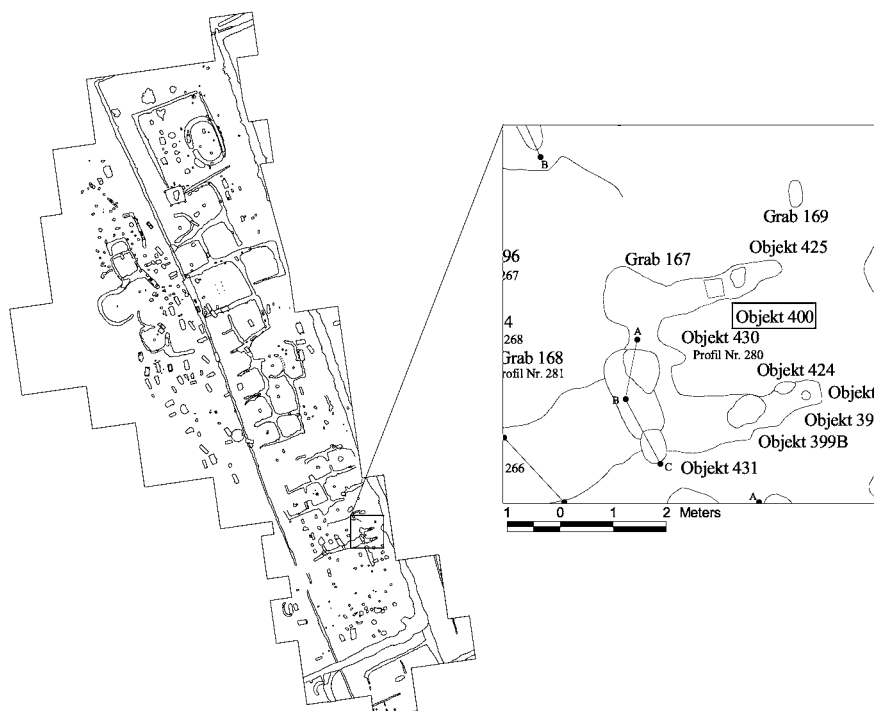 B
Grab 169
96
Grab 167
Objekt 425
267
Objekt 400
4
A
Objekt 430
268
Profil Nr. 280
Grab 168
rofil Nr. 281
Objekt 424
B
Objekt
Objekt 39
Objekt 399B
266
C
Objekt 431
A
1 0 1 2 Meters